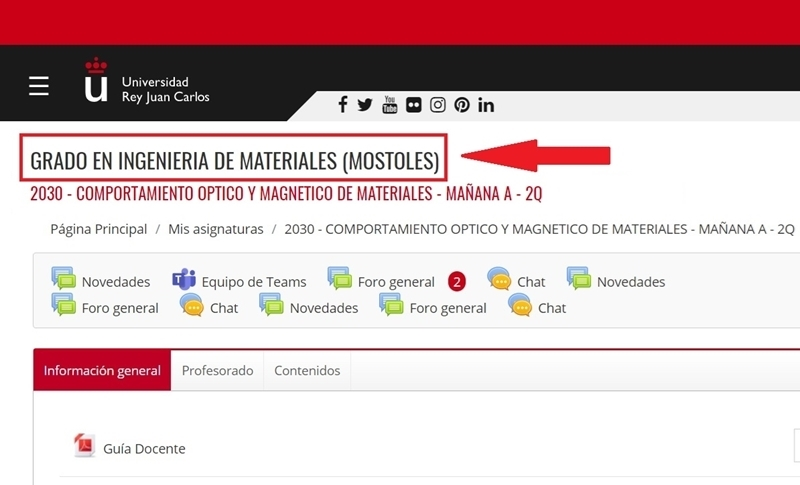 Universidad
Rey Juan Carlos
You
Tube
GRADO EN INGENIERIA DE MATERIALES (MOSTOLES)
2030 - COMPORTAMIENTO OPTICO Y MAGNETICO DE MATERIALES - MAÑANA A - 2Q
Página Principal / Mis asignaturas / 2030 - COMPORTAMIENTO OPTICO Y MAGNETICO DE MATERIALES - MAÑANA A - 2Q
Novedades Equipo de Teams Foro general 2 Chat Novedades
Foro general Chat Novedades Foro general Chat
Información general Profesorado Contenidos
Guía Docente